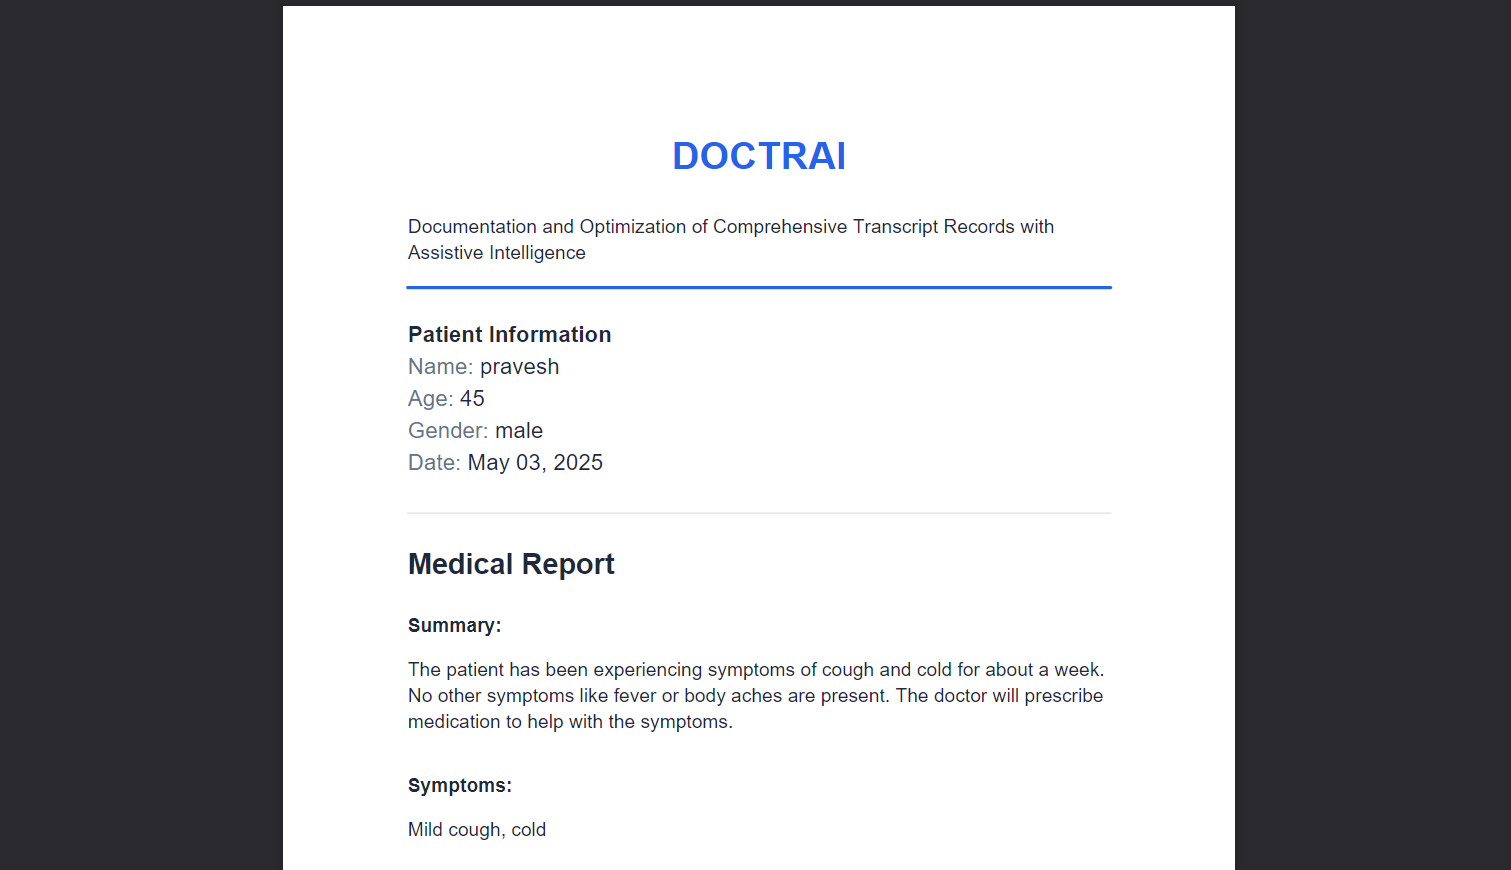 DOCTRAI
Documentation and Optimization of Comprehensive Transcript Records with
Assistive Intelligence
Patient Information
Name: pravesh
Age: 45
Gender: male
Date: May 03, 2025
Medical Report
Summary:
The patient has been experiencing symptoms of cough and cold for about a week.
No other symptoms like fever or body aches are present. The doctor will prescribe
medication to help with the symptoms.
Symptoms:
Mild cough, cold